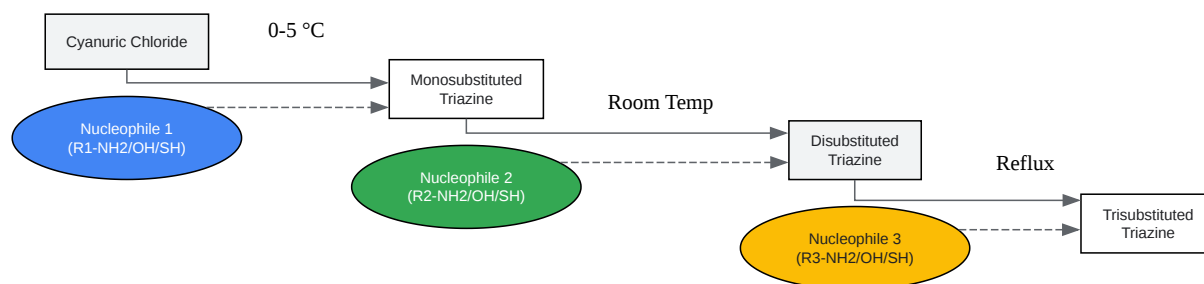 Cyanuric Chloride
0-5 °C
Monosubstituted
Triazine
Nucleophile 1
(R1-NH2/OH/SH)
Room Temp
Disubstituted
Triazine
Nucleophile 2
(R2-NH2/OH/SH)
Reflux
Trisubstituted
Triazine
Nucleophile 3
(R3-NH2/OH/SH)